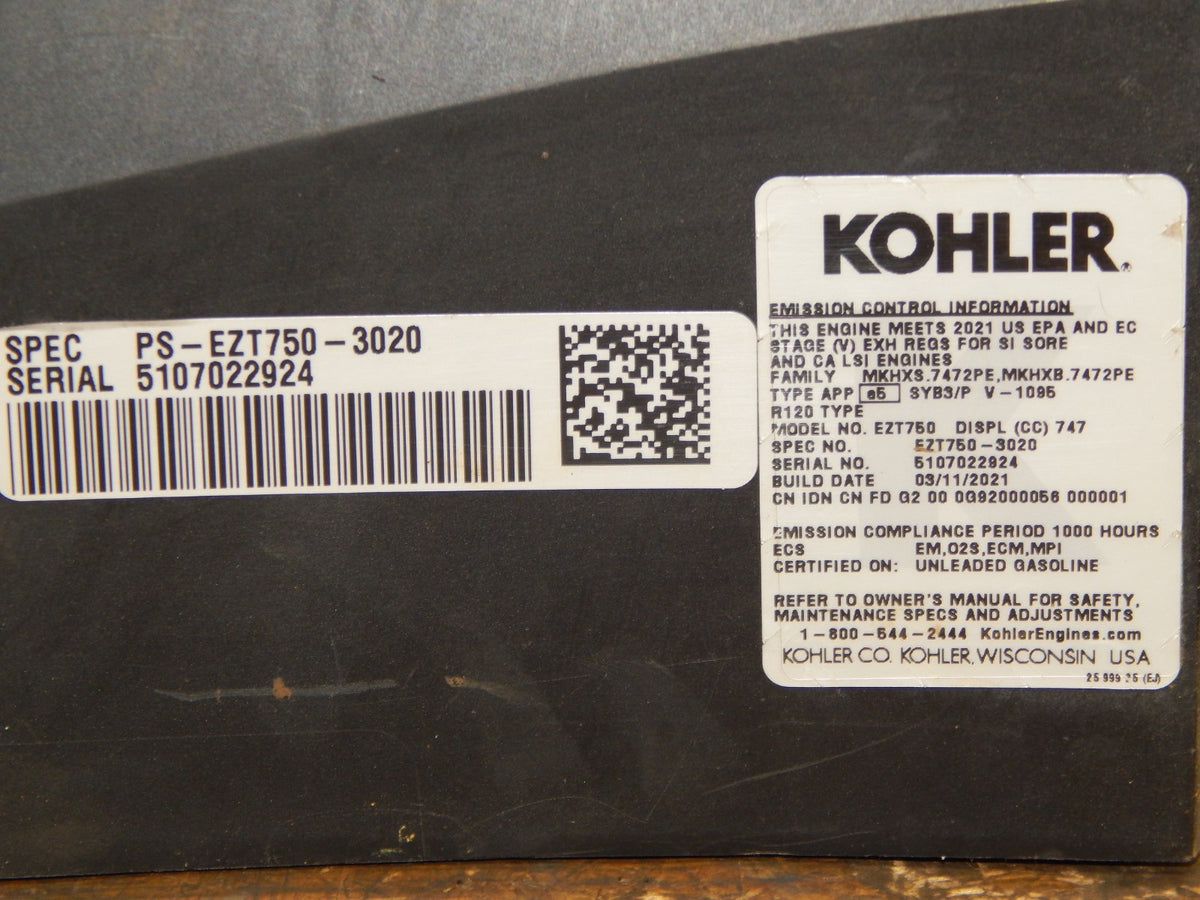 SPEC PS-EZT750-3020
SERIAL 5107022924
KOHLER.
EMISSION CONTROL INFORMATION
THIS ENGINE MEETS 2021 US EPA AND EC
STAGE (V) EXH REGS FOR SI SORE
AND CA LSI ENGINES
FAMILY MKHXS.7472PE,MKHXB.7472PE
TYPE APP e5 SYB3/P V-1095
R120 TYPE
MODEL NO. EZT750 DISPL (CC) 747
SPEC NO. EZT750-3020
SERIAL NO. 5107022924
BUILD DATE 03/11/2021
CN IDN CN FD G2 00 0G92000056 000001
EMISSION COMPLIANCE PERIOD 1000 HOURS
ECS EM,O2S,ECM,MPI
CERTIFIED ON: UNLEADED GASOLINE
REFER TO OWNER'S MANUAL FOR SAFETY,
MAINTENANCE SPECS AND ADJUSTMENTS
1-800-544-2444 KohlerEngines.com
KOHLER CO. KOHLER, WISCONSIN USA
25 999 (EJ)